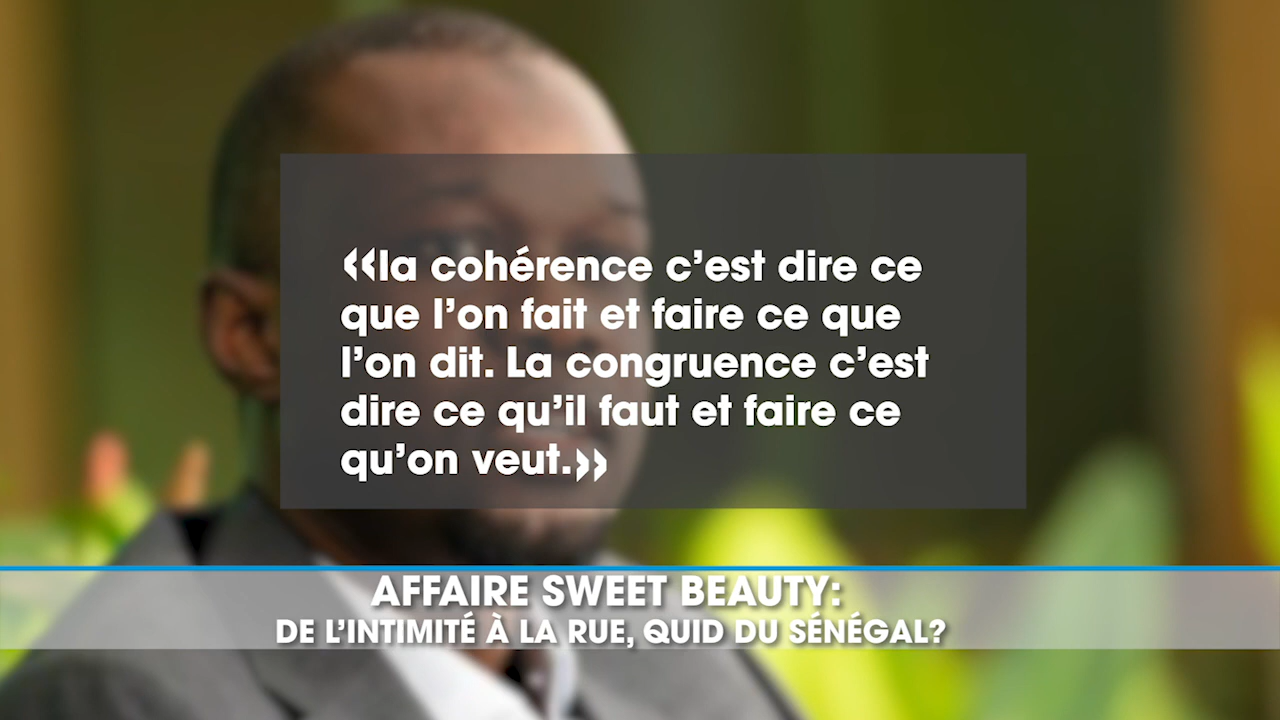 «la cohérence c’est dire ce
que l’on fait et faire ce que
l’on dit. La congruence c’est
dire ce qu’il faut et faire ce
qu’on veut.»
AFFAIRE SWEET BEAUTY:
DE L’INTIMITÉ À LA RUE, QUID DU SÉNÉGAL?